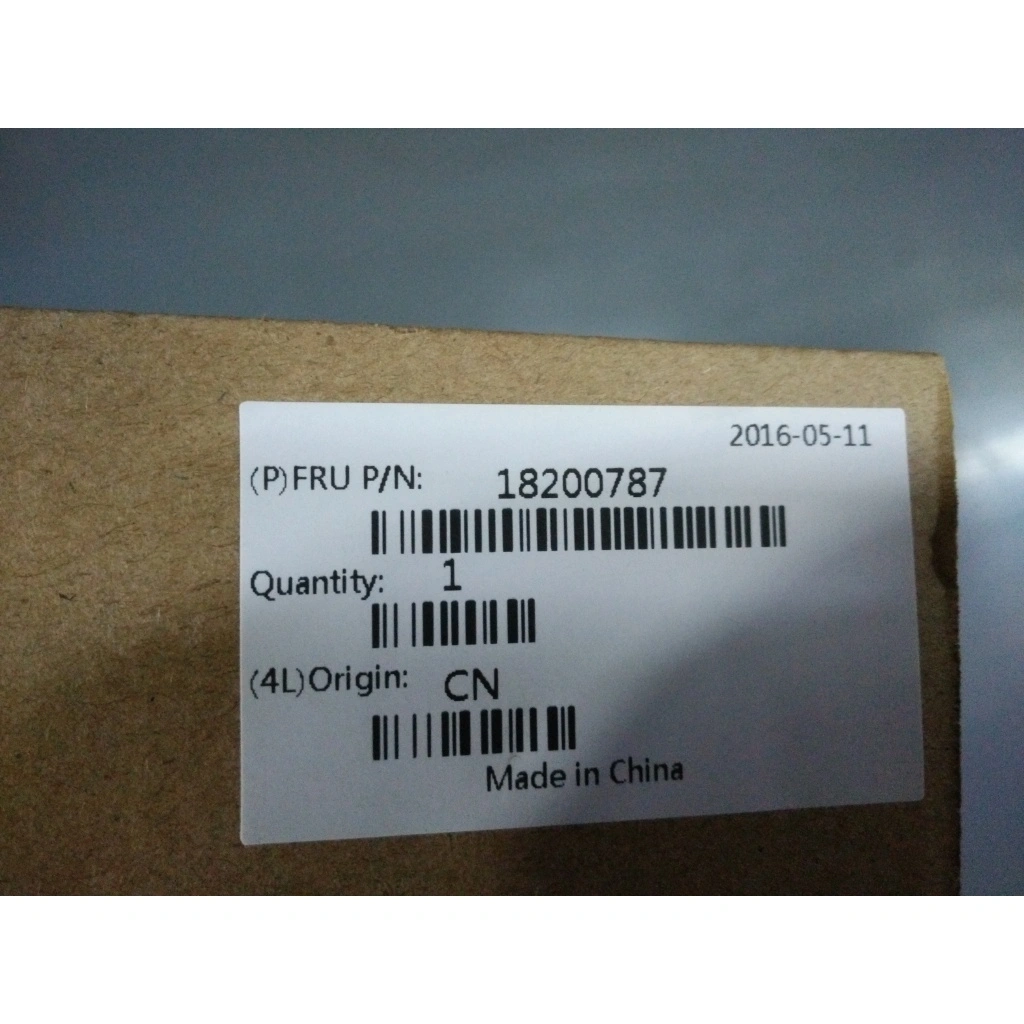 2016-05-11
(P)FRU P/N: 18200787
Quantity: 1
(4L)Origin: CN
Made in China